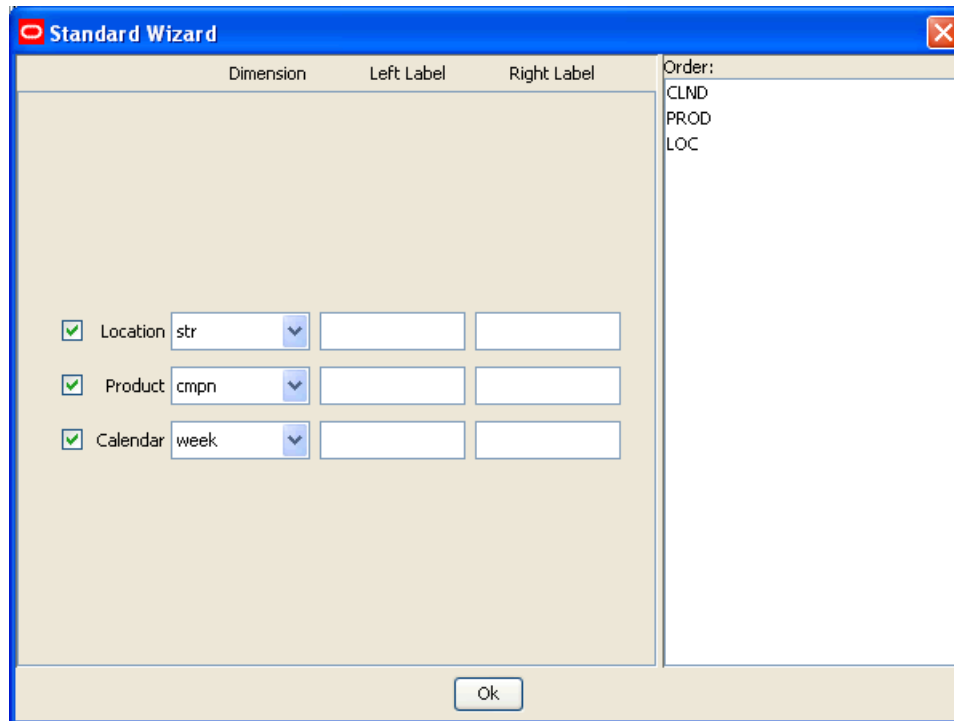 Standard Wizard
Dimension Left Label Right Label
Location str
Product cmpn
Calendar week
Order:
CLND
PROD
LOC
Ok